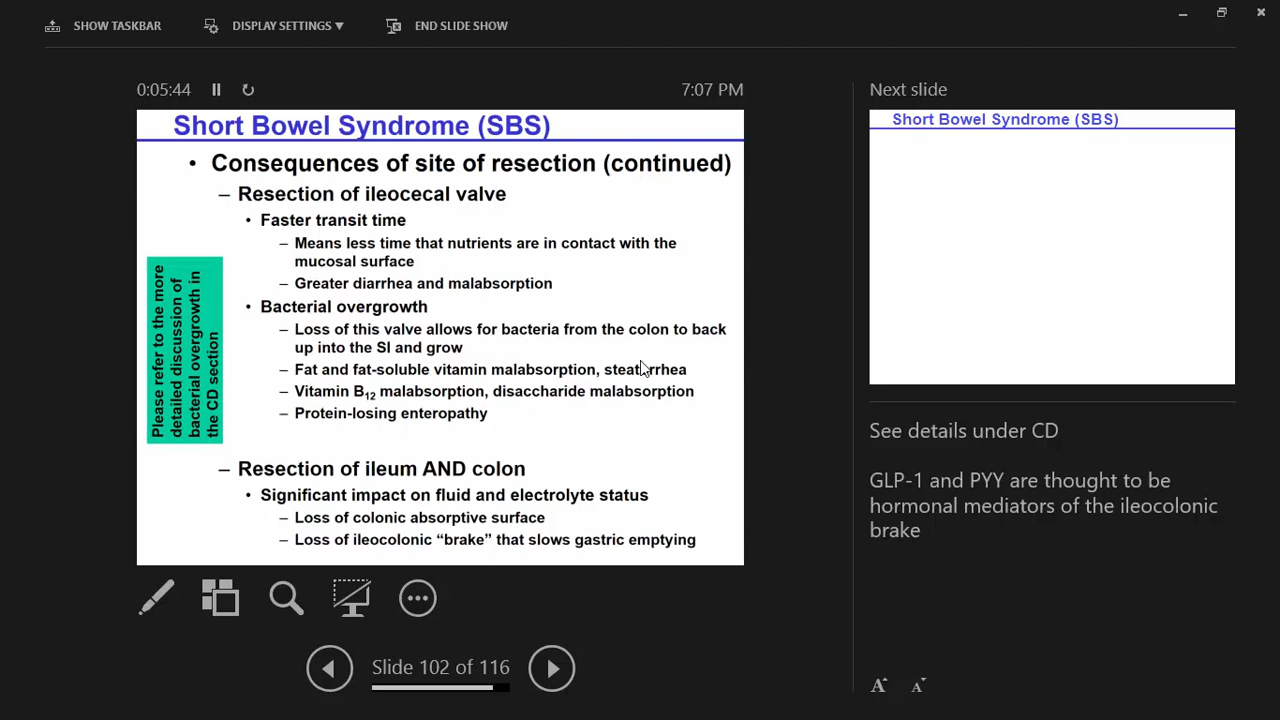 SHOW TASKBAR
DISPLAY SETTINGS ▼
END SLIDE SHOW
0:05:44
7:07 PM
Short Bowel Syndrome (SBS)
• Consequences of site of resection (continued)
– Resection of ileocecal valve
• Faster transit time
– Means less time that nutrients are in contact with the
mucosal surface
– Greater diarrhea and malabsorption
• Bacterial overgrowth
– Loss of this valve allows for bacteria from the colon to back
up into the SI and grow
– Fat and fat-soluble vitamin malabsorption, steatorrhea
– Vitamin B12 malabsorption, disaccharide malabsorption
– Protein-losing enteropathy
– Resection of ileum AND colon
• Significant impact on fluid and electrolyte status
– Loss of colonic absorptive surface
– Loss of ileocolonic “brake” that slows gastric emptying
Please refer to the more
detailed discussion of
bacterial overgrowth in
the CD section
Slide 102 of 116
Next slide
Short Bowel Syndrome (SBS)
See details under CD
GLP-1 and PYY are thought to be
hormonal mediators of the ileocolonic
brake
A
A